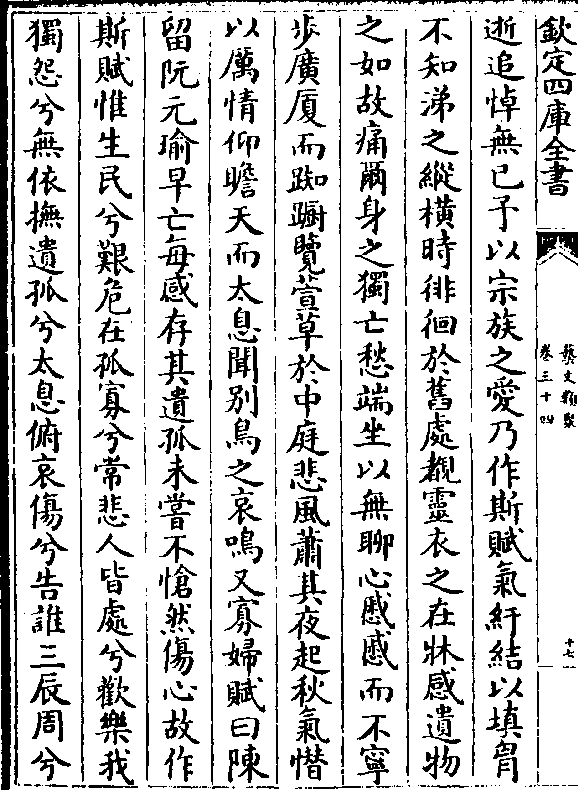 欽定四庫全書
藝文類聚
卷三十四
十七
逝追悼無已予以宗族之愛乃作斯賦氣紆結以填胷
不知涕之縱橫時徘徊於舊處覩靈衣之在牀感遺物
之如故痛爾身之獨亡愁端坐以無聊心慼慼而不寧
步廣厦而踟蹰覽萱草於中庭悲風蕭其夜起秋氣憯
以厲情仰瞻天而太息聞别鳥之哀鳴又寡婦賦曰陳
留阮元瑜早亡每感存其遺孤未嘗不愴然傷心故作
斯賦惟生民兮艱危在孤寡兮常悲人皆處兮歡樂我
獨怨兮無依撫遺孤兮太息俯哀傷兮告誰三辰周兮